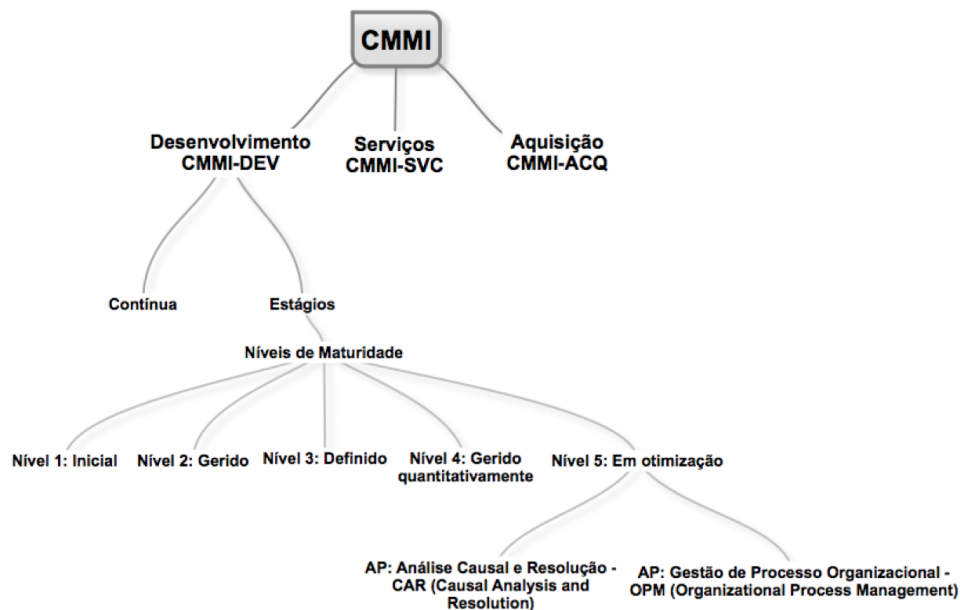 CMMI
Desenvolvimento
CMMI-DEV
Serviços
CMMI-SVC
Aquisição
CMMI-ACQ
Contínua
Estágios
Níveis de Maturidade
Nível 1: Inicial
Nível 2: Gerido
Nível 3: Definido
Nível 4: Gerido
quantitativamente
Nível 5: Em otimização
AP: Análise Causal e Resolução -
CAR (Causal Analysis and
Resolution)
AP: Gestão de Processo Organizacional -
OPM (Organizational Process Management)